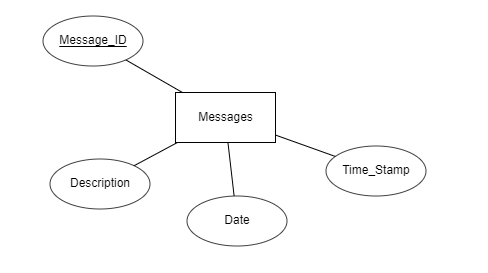 Message_ID
Messages
Time_Stamp
Description
Date